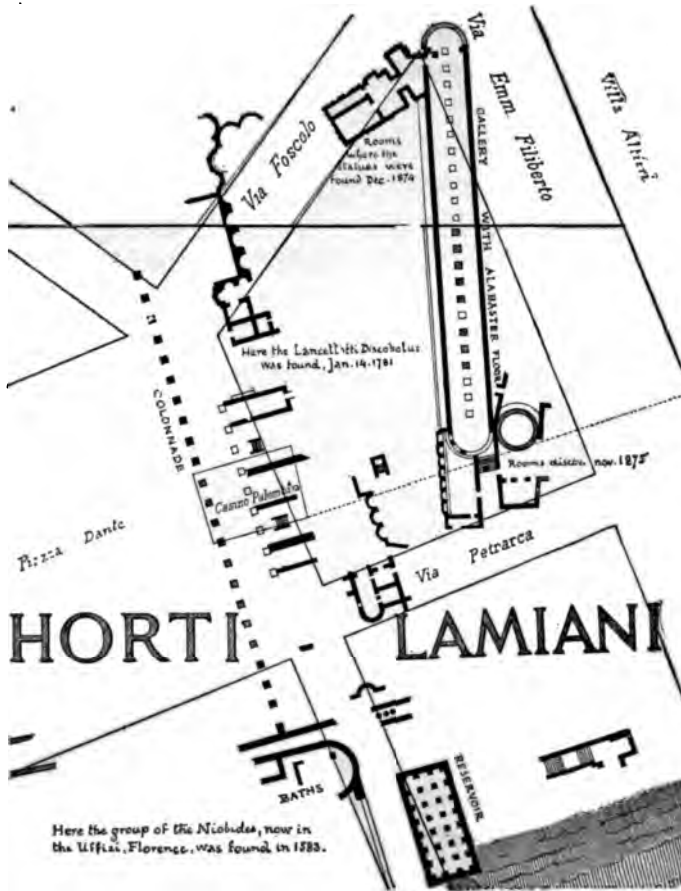 Via
Emm Filiberto
Villa Altieri
Via Foscolo
Rooms
where the
statues were
found Dec. 1874
GALLERY WITH ALABASTER FLOOR
Here the Lancellotti Discobolus
was found, Jan. 14. 1781
COLONNADE
Casino Palombara
Rooms discov. nov. 1875
Piazza Dante
Via Petrarca
HORTI LAMIANI
RESERVOIR
BATHS
Here the group of the Niobides, now in
the Uffizi, Florence, was found in 1583.